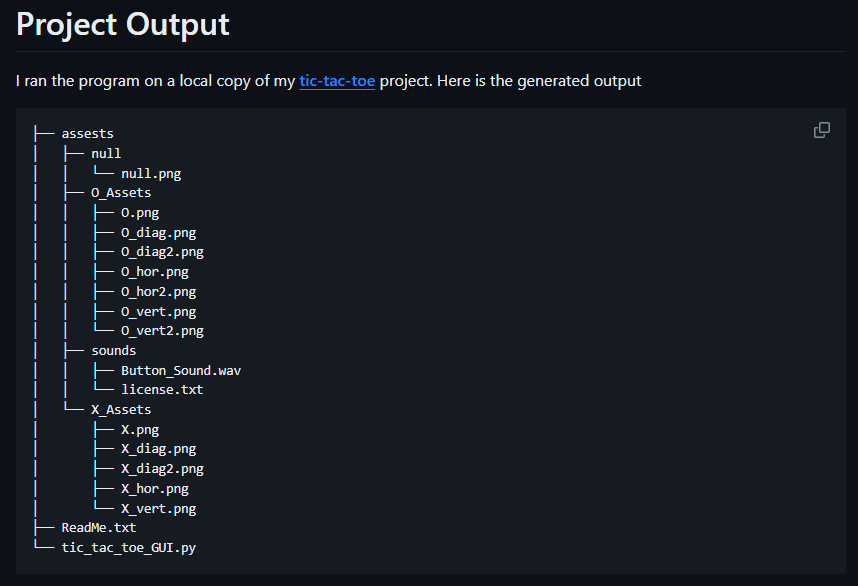 Project Output
I ran the program on a local copy of my tic-tac-toe project. Here is the generated output
├── assests
│   ├── null
│   │   └── null.png
│   ├── O_Assets
│   │   ├── O.png
│   │   ├── O_diag.png
│   │   ├── O_diag2.png
│   │   ├── O_hor.png
│   │   ├── O_hor2.png
│   │   ├── O_vert.png
│   │   └── O_vert2.png
│   ├── sounds
│   │   ├── Button_Sound.wav
│   │   └── license.txt
│   └── X_Assets
│       ├── X.png
│       ├── X_diag.png
│       ├── X_diag2.png
│       ├── X_hor.png
│       └── X_vert.png
├── ReadMe.txt
└── tic_tac_toe_GUI.py